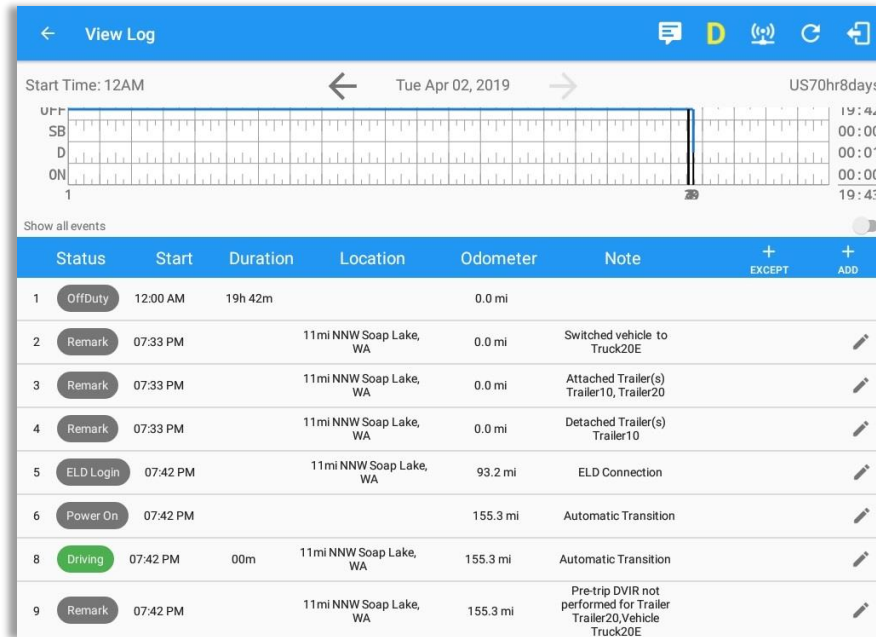 View Log
D
Start Time: 12AM
Tue Apr 02, 2019
US70hr8days
OFF
19:42
SB
00:00
D
00:01
ON
00:00
1
19:43
Show all events
Status Start Duration Location Odometer Note + EXCEPT + ADD
1 OffDuty 12:00 AM 19h 42m 0.0 mi
2 Remark 07:33 PM 11mi NNW Soap Lake, WA 0.0 mi Switched vehicle to Truck20E
3 Remark 07:33 PM 11mi NNW Soap Lake, WA 0.0 mi Attached Trailer(s) Trailer10, Trailer20
4 Remark 07:33 PM 11mi NNW Soap Lake, WA 0.0 mi Detached Trailer(s) Trailer10
5 ELD Login 07:42 PM 11mi NNW Soap Lake, WA 93.2 mi ELD Connection
6 Power On 07:42 PM 155.3 mi Automatic Transition
8 Driving 07:42 PM 00m 11mi NNW Soap Lake, WA 155.3 mi Automatic Transition
9 Remark 07:42 PM 11mi NNW Soap Lake, WA 155.3 mi Pre-trip DVIR not performed for Trailer Trailer20,Vehicle Truck20E